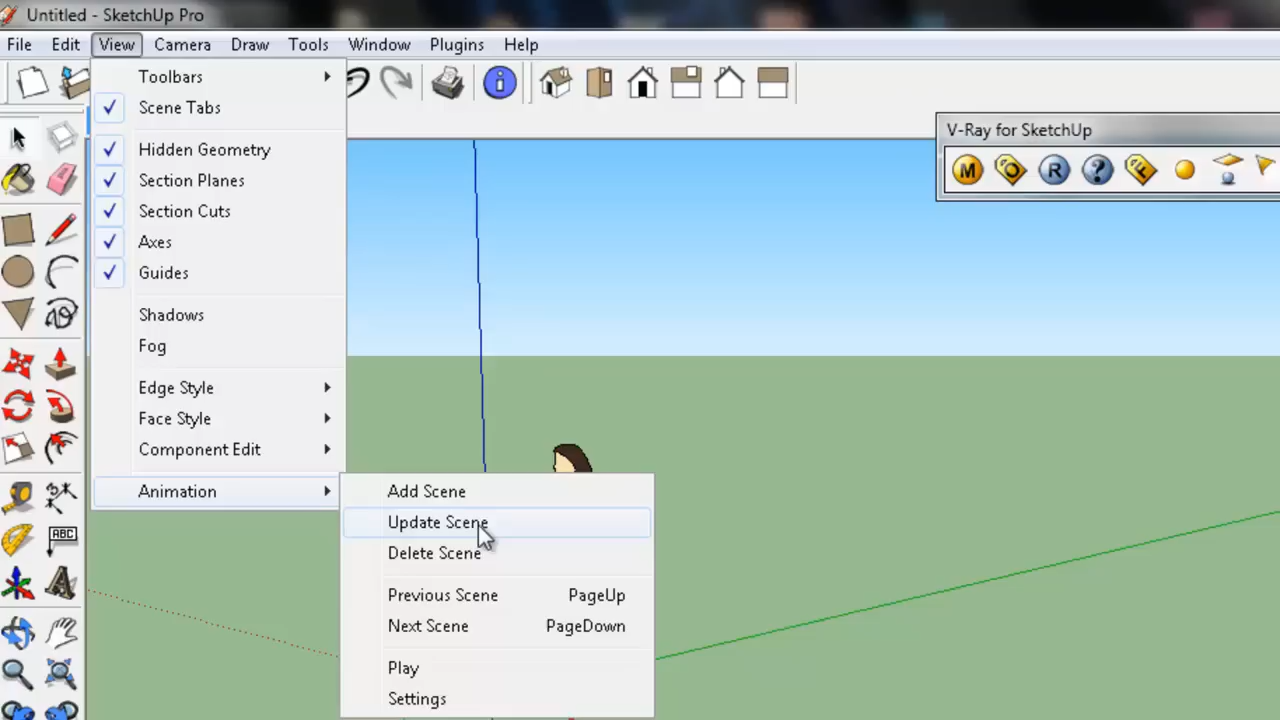 Untitled - SketchUp Pro
File Edit View Camera Draw Tools Window Plugins Help
Toolbars
Scene Tabs
Hidden Geometry
Section Planes
Section Cuts
Axes
Guides
Shadows
Fog
Edge Style
Face Style
Component Edit
Animation
Add Scene
Update Scene
Delete Scene
Previous Scene PageUp
Next Scene PageDown
Play
Settings
V-Ray for SketchUp
M O R ? F
ABC
A